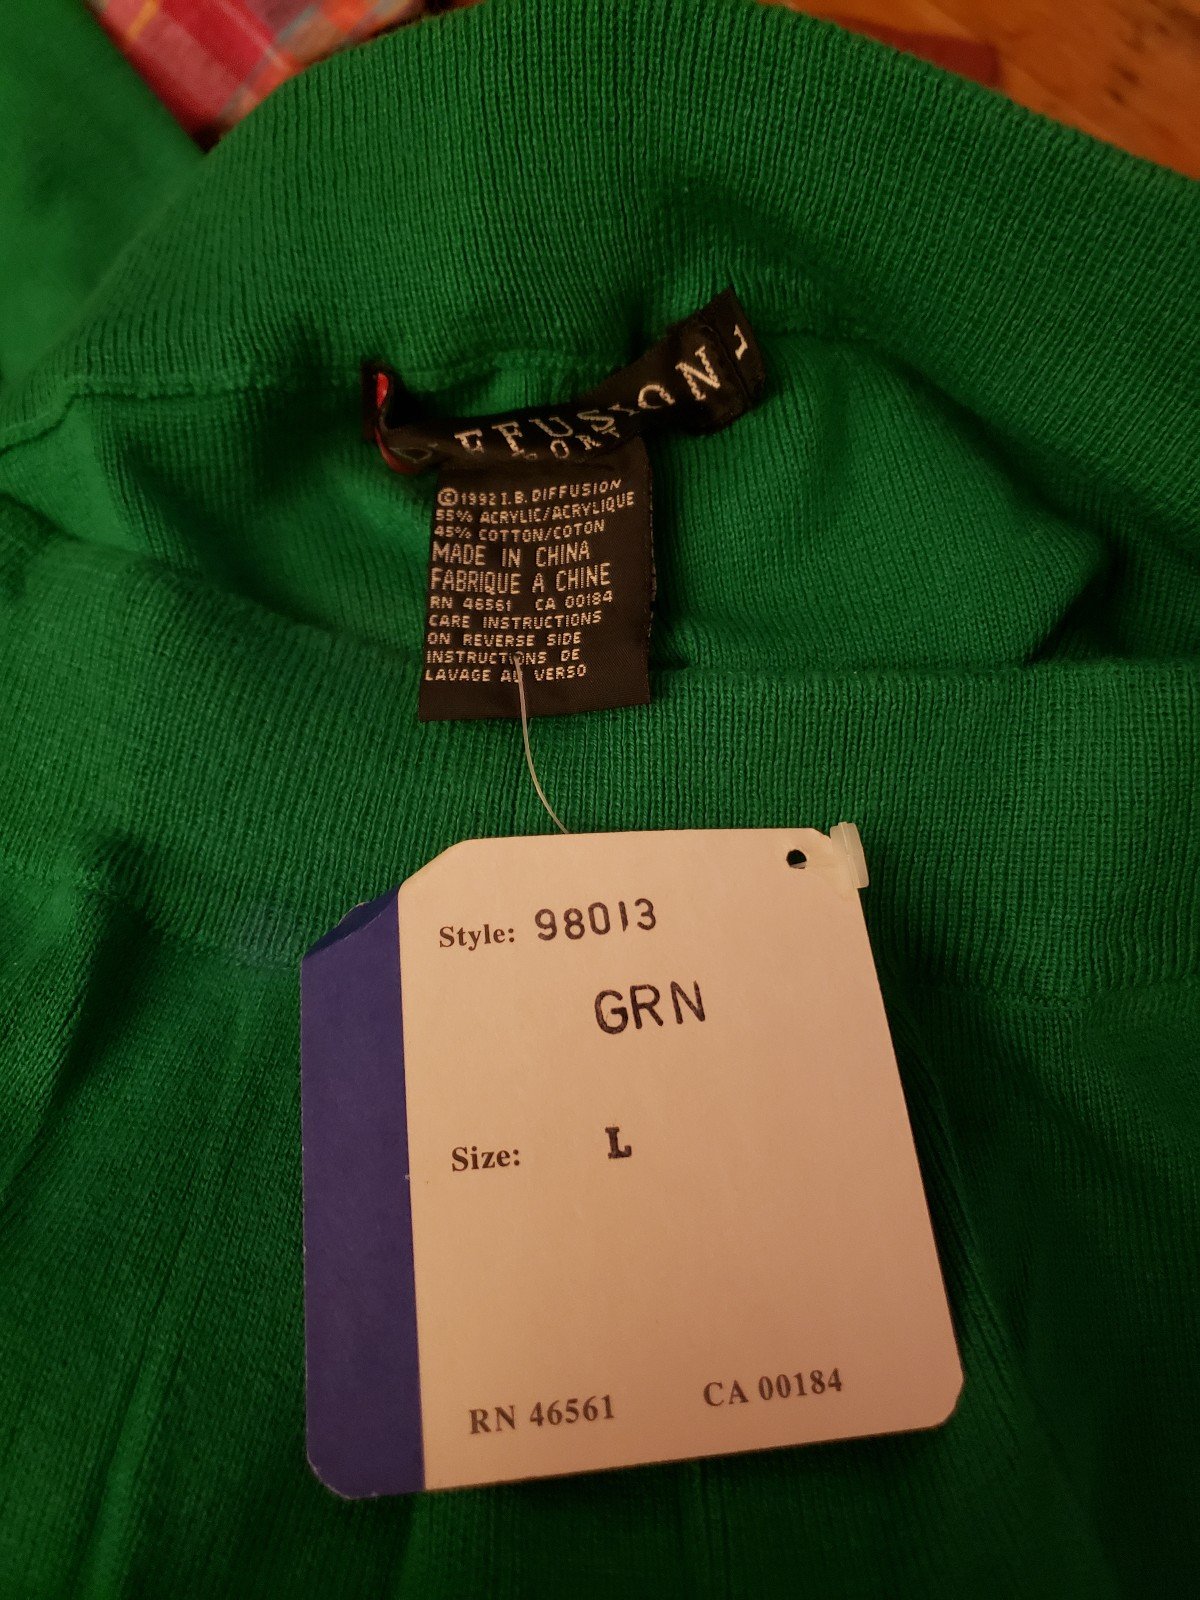 DIFFUSION L
©1992 I.B. DIFFUSION
55% ACRYLIC/ACRYLIQUE
45% COTTON/COTON
MADE IN CHINA
FABRIQUE A CHINE
RN 46561 CA 00184
CARE INSTRUCTIONS
ON REVERSE SIDE
INSTRUCTIONS DE
LAVAGE AU VERSO
Style: 98013
GRN
Size: L
RN 46561 CA 00184